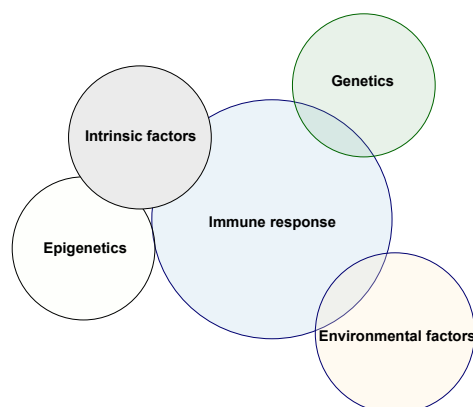 Genetics
Intrinsic factors
Immune response
Epigenetics
Environmental factors